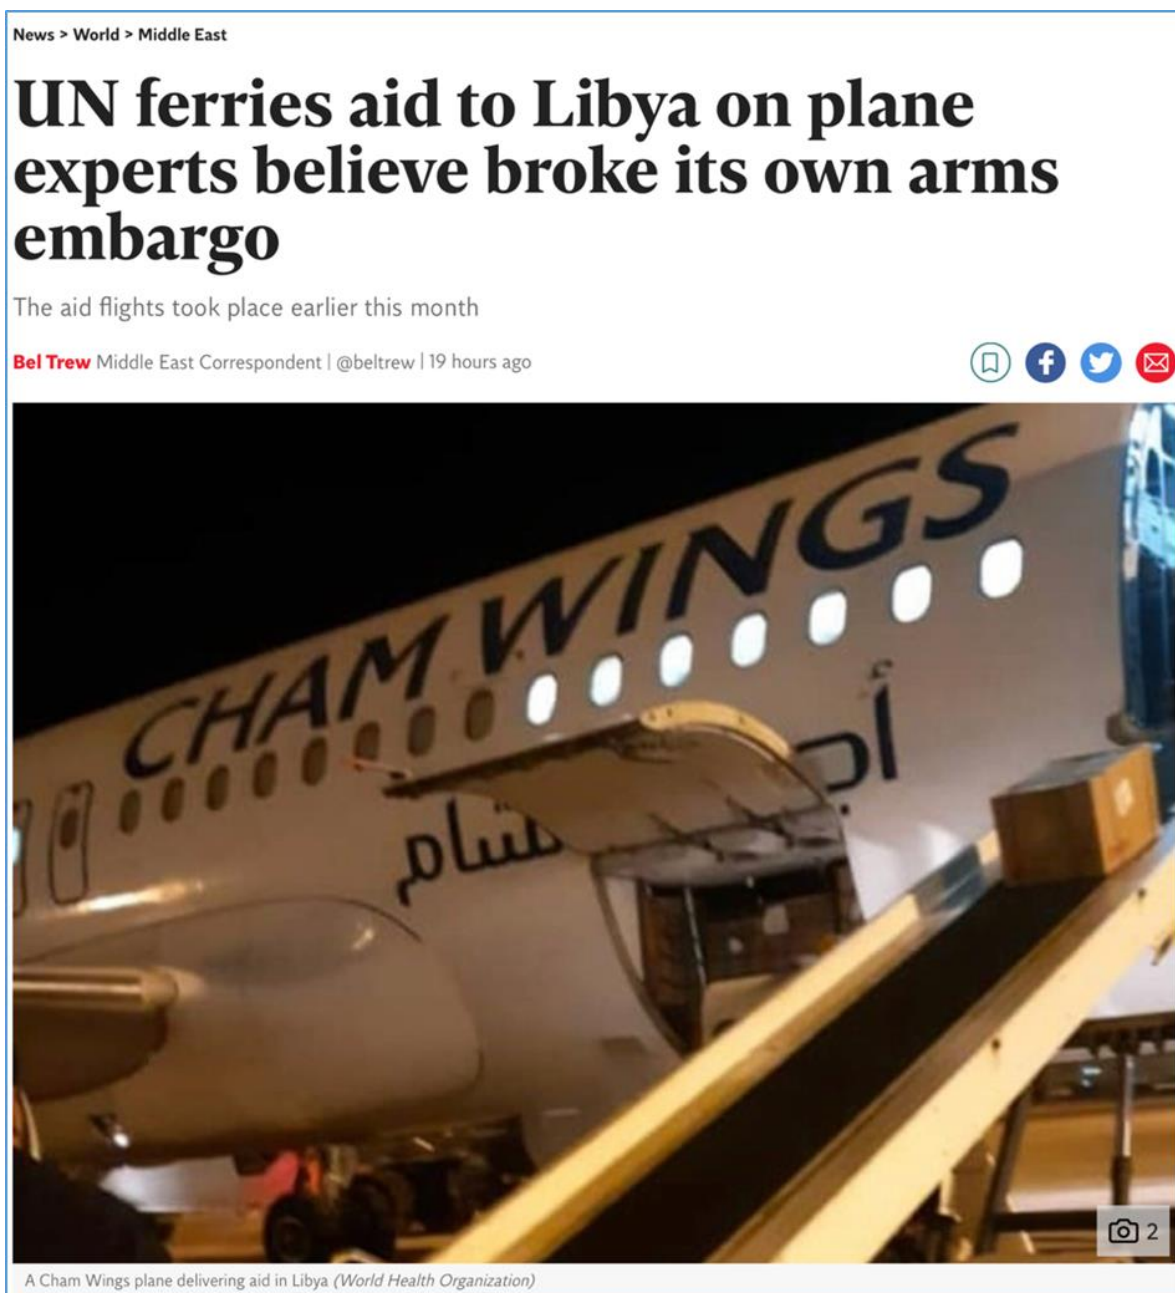 News > World > Middle East
UN ferries aid to Libya on plane
experts believe broke its own arms
embargo
The aid flights took place earlier this month
Bel Trew Middle East Correspondent | @beltrew | 19 hours ago
CHAM WINGS
شام
2
A Cham Wings plane delivering aid in Libya (World Health Organization)